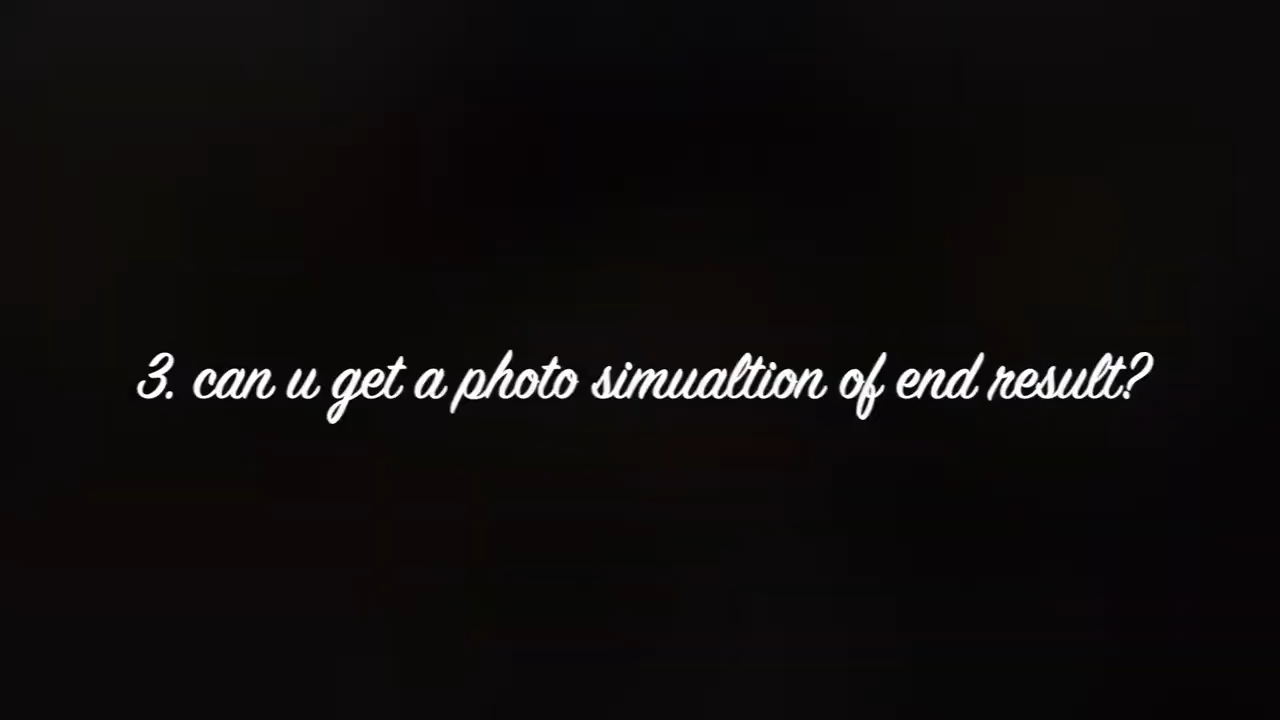 3. can u get a photo simualtion of end result?